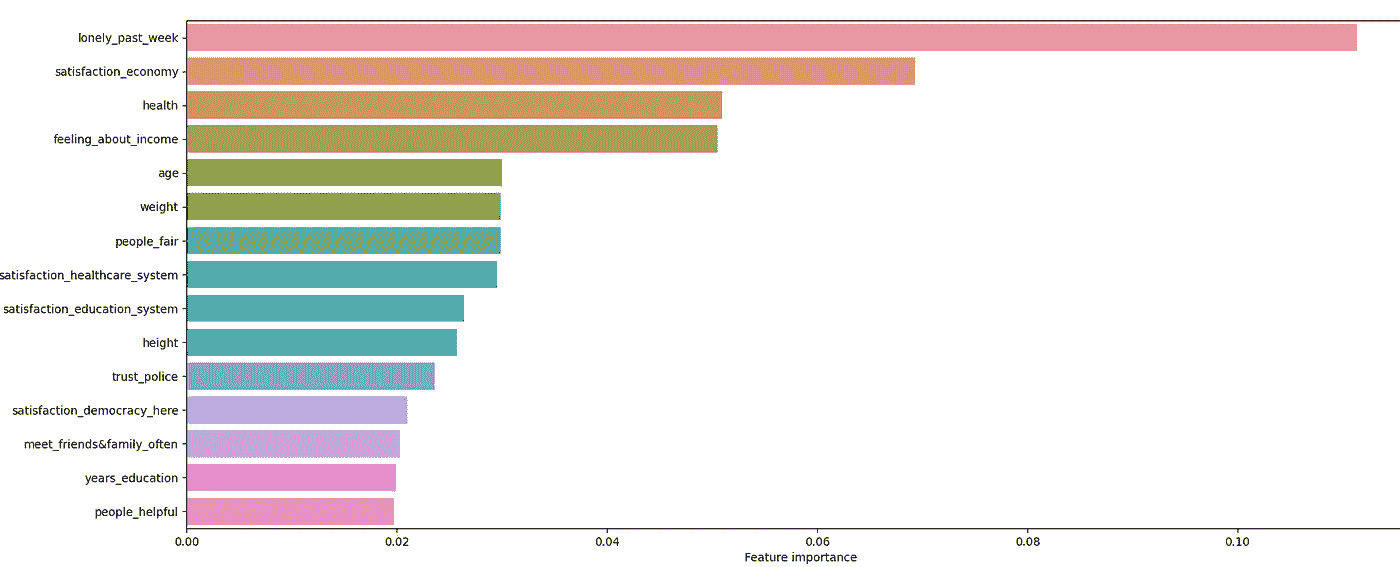 lonely_past_week
satisfaction_economy
health
feeling_about_income
age
weight
people_fair
satisfaction_healthcare_system
satisfaction_education_system
height
trust_police
satisfaction_democracy_here
meet_friends&family_often
years_education
people_helpful
0.00 0.02 0.04 0.06 0.08 0.10
Feature importance